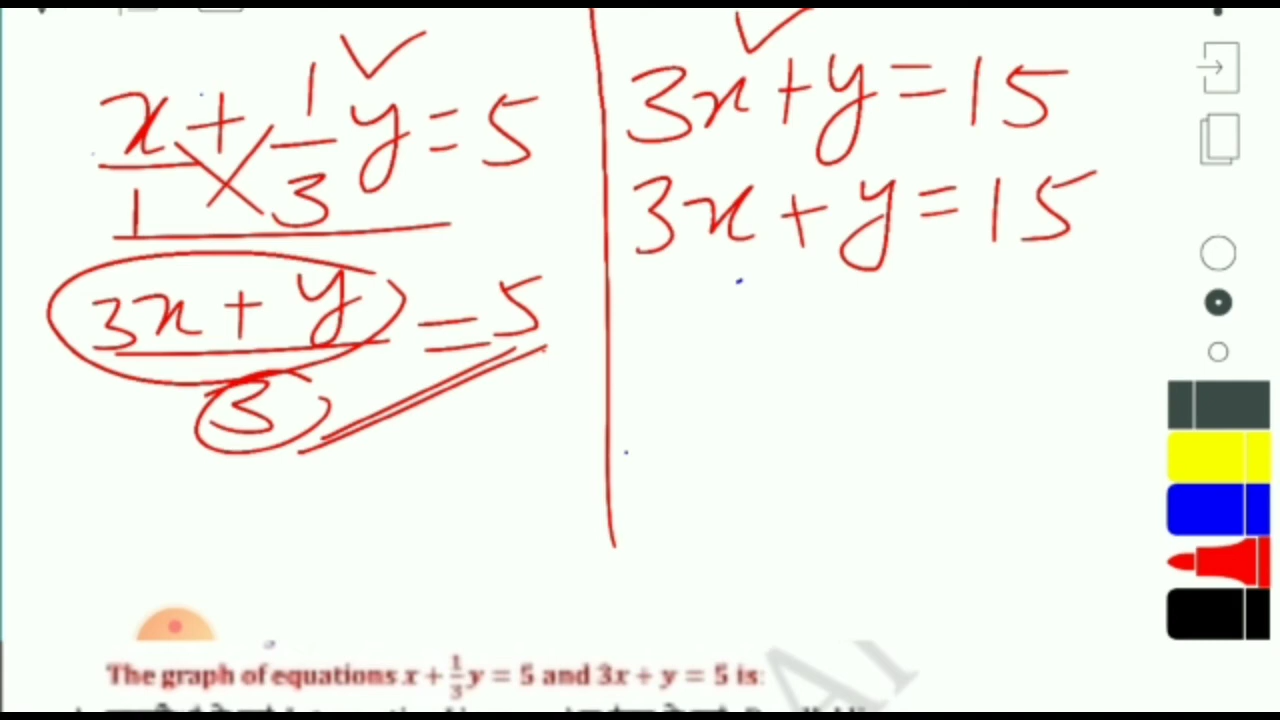 x/1 + 1/3 y = 5
3x + y / 3 = 5
3x + y = 15
3x + y = 15
The graph of equations x + 1/3 y = 5 and 3x + y = 5 is: